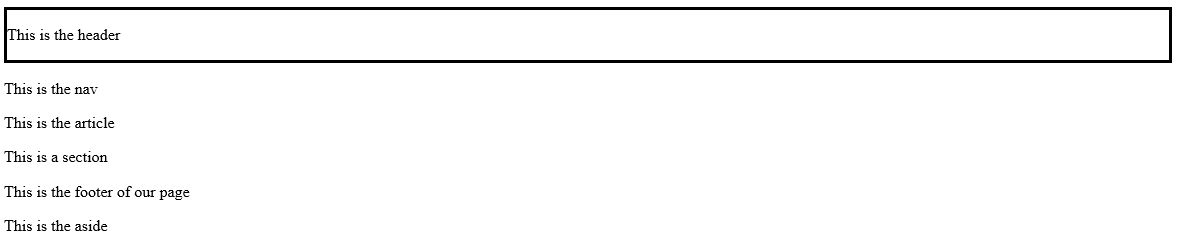 This is the header
This is the nav
This is the article
This is a section
This is the footer of our page
This is the aside